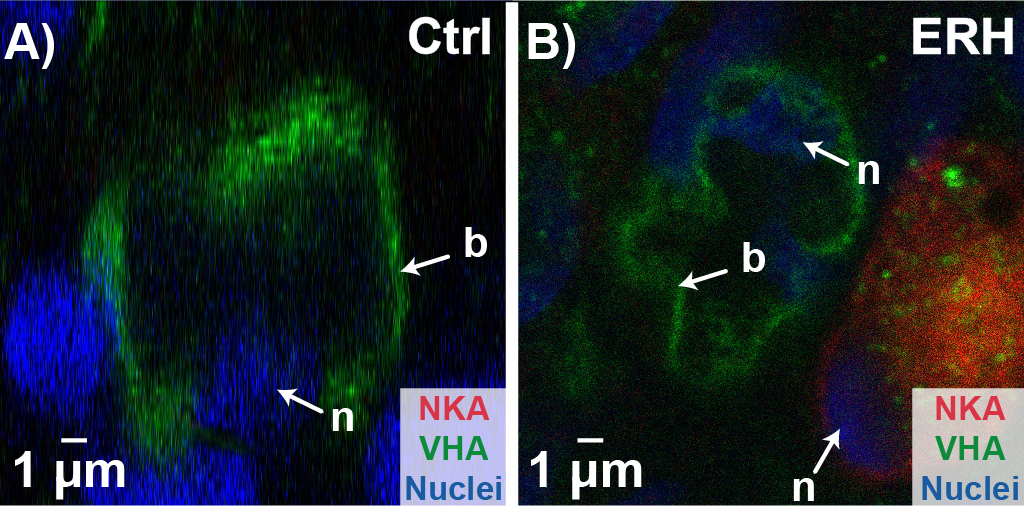 A)
Ctrl
b
n
NKA
VHA
Nuclei
1 µm
B)
ERH
n
b
n
NKA
VHA
Nuclei
1 µm